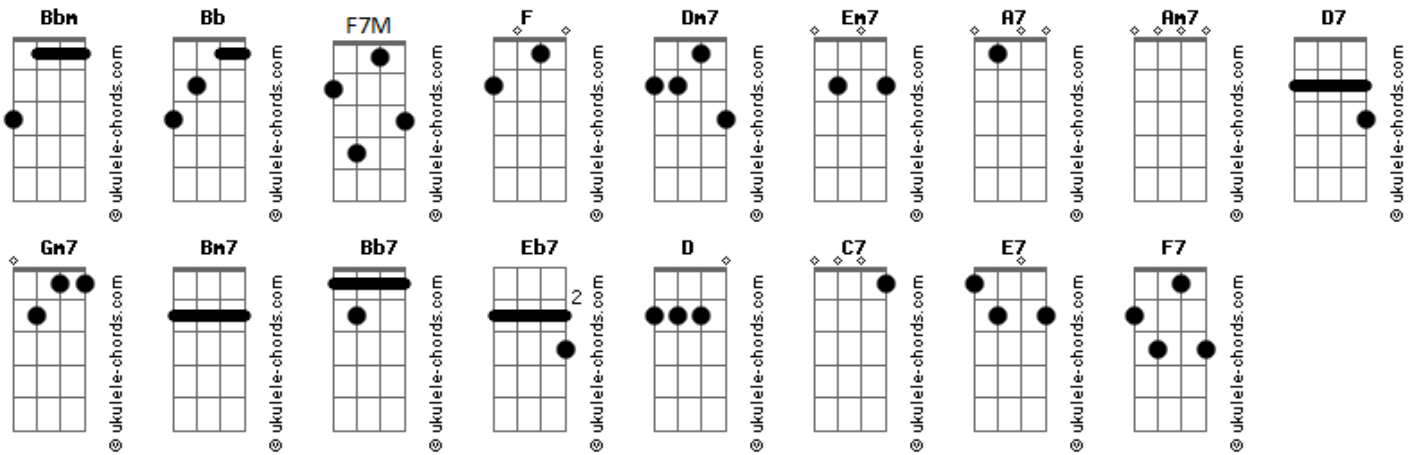 Bbm Bb F7M F Dm7 Em7 A7 Am7 D7
© ukulele-chords.com © ukulele-chords.com © ukulele-chords.com © ukulele-chords.com © ukulele-chords.com © ukulele-chords.com © ukulele-chords.com © ukulele-chords.com © ukulele-chords.com
Gm7 Bm7 Bb7 Eb7 D C7 E7 F7
2
© ukulele-chords.com © ukulele-chords.com © ukulele-chords.com © ukulele-chords.com © ukulele-chords.com © ukulele-chords.com © ukulele-chords.com © ukulele-chords.com